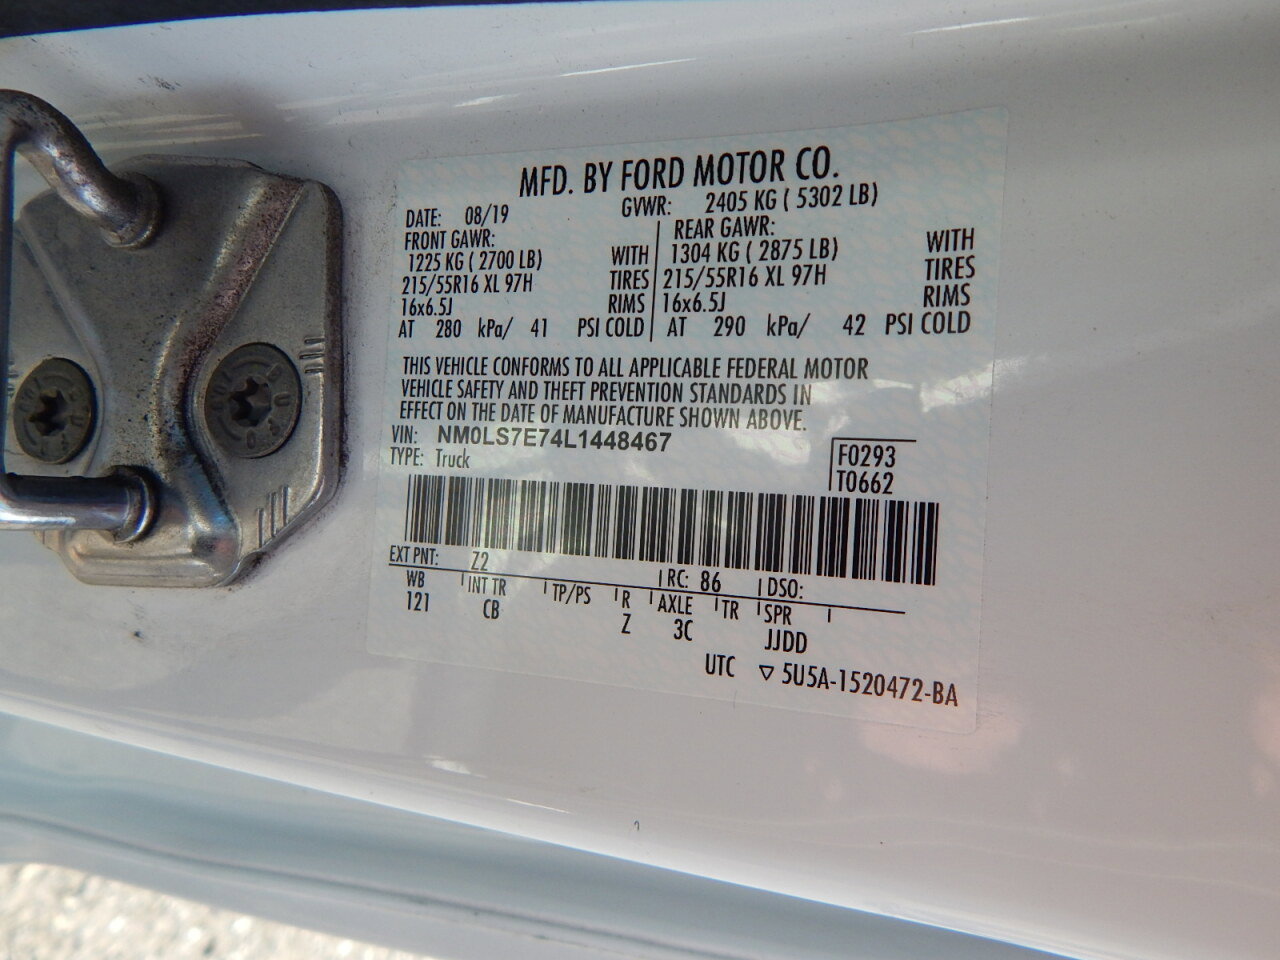 MFD. BY FORD MOTOR CO.
DATE: 08/19 GVWR: 2405 KG ( 5302 LB)
FRONT GAWR: REAR GAWR:
1225 KG ( 2700 LB) WITH 1304 KG ( 2875 LB) WITH
215/55R16 XL 97H TIRES 215/55R16 XL 97H TIRES
16x6.5J RIMS 16x6.5J RIMS
AT 280 kPa/ 41 PSI COLD AT 290 kPa/ 42 PSI COLD
THIS VEHICLE CONFORMS TO ALL APPLICABLE FEDERAL MOTOR
VEHICLE SAFETY AND THEFT PREVENTION STANDARDS IN
EFFECT ON THE DATE OF MANUFACTURE SHOWN ABOVE.
VIN: NM0LS7E74L1448467
TYPE: Truck
F0293
T0662
EXT PNT: Z2 RC: 86 DSO:
WB INT TR TP/PS R AXLE TR SPR
121 CB Z 3C JJDD
UTC ▽ 5U5A-1520472-BA